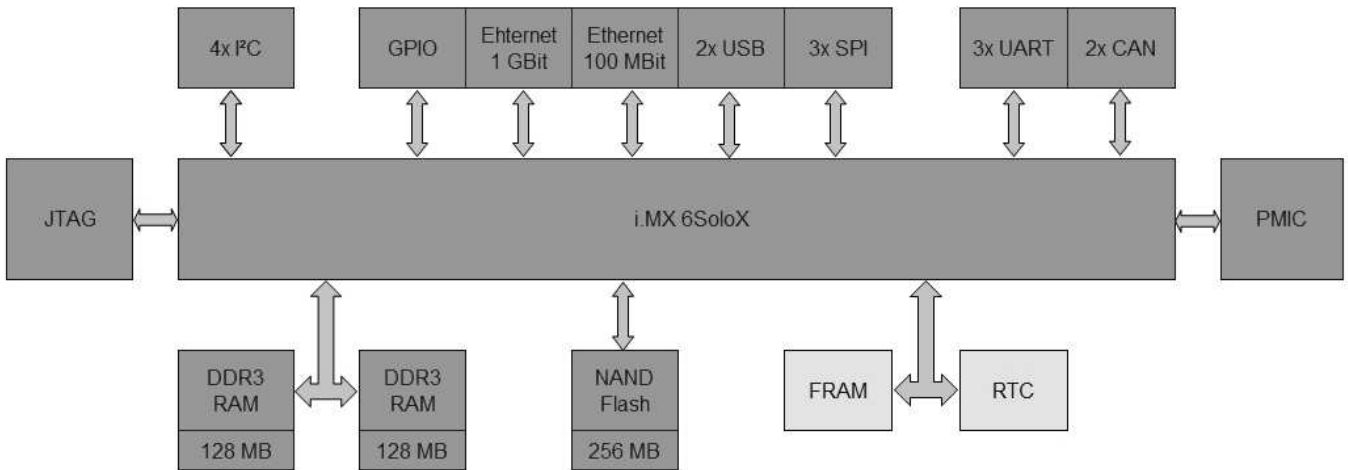 4x I²C
GPIO
Ehternet
1 GBit
Ethernet
100 MBit
2x USB
3x SPI
3x UART
2x CAN
JTAG
i.MX 6SoloX
PMIC
DDR3
RAM
128 MB
DDR3
RAM
128 MB
NAND
Flash
256 MB
FRAM
RTC